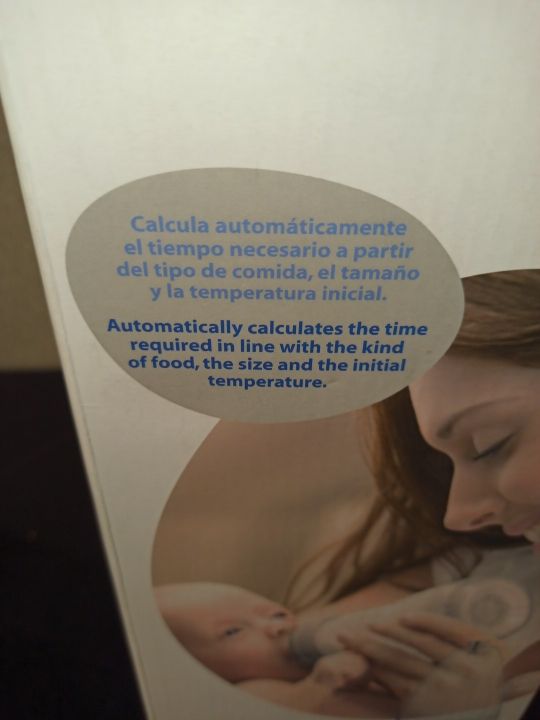 Calcula automáticamente
el tiempo necesario a partir
del tipo de comida, el tamaño
y la temperatura inicial.
Automatically calculates the time
required in line with the kind
of food, the size and the initial
temperature.